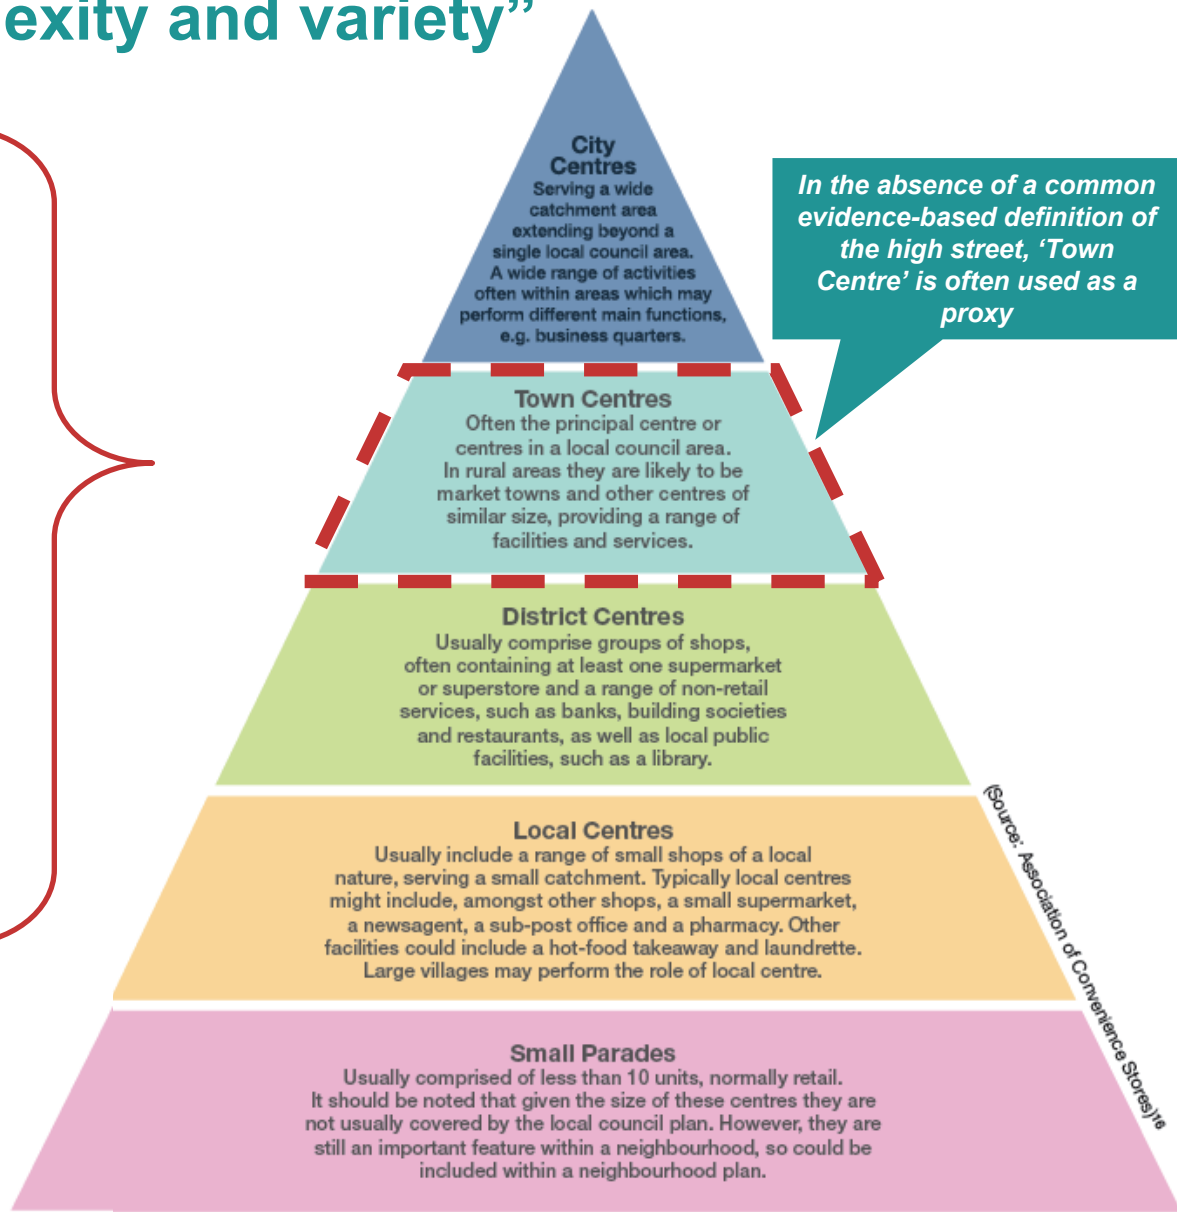 exity and variety”
City
Centres
Serving a wide
catchment area
extending beyond a
single local council area.
A wide range of activities
often within areas which may
perform different main functions,
e.g. business quarters.
In the absence of a common
evidence-based definition of
the high street, ‘Town
Centre’ is often used as a
proxy
Town Centres
Often the principal centre or
centres in a local council area.
In rural areas they are likely to be
market towns and other centres of
similar size, providing a range of
facilities and services.
District Centres
Usually comprise groups of shops,
often containing at least one supermarket
or superstore and a range of non-retail
services, such as banks, building societies
and restaurants, as well as local public
facilities, such as a library.
Local Centres
Usually include a range of small shops of a local
nature, serving a small catchment. Typically local centres
might include, amongst other shops, a small supermarket,
a newsagent, a sub-post office and a pharmacy. Other
facilities could include a hot-food takeaway and laundrette.
Large villages may perform the role of local centre.
Small Parades
Usually comprised of less than 10 units, normally retail.
It should be noted that given the size of these centres they are
not usually covered by the local council plan. However, they are
still an important feature within a neighbourhood, so could be
included within a neighbourhood plan.
(Source: Association of Convenience Stores)16